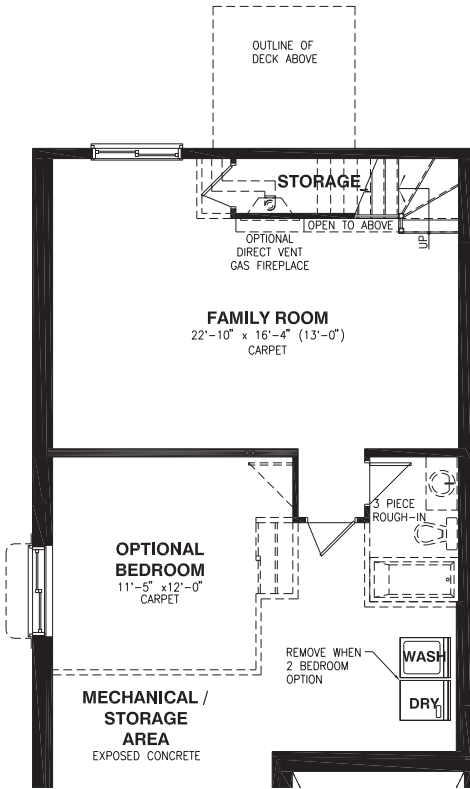 OUTLINE OF
DECK ABOVE
STORAGE
OPEN TO ABOVE
UP
OPTIONAL
DIRECT VENT
GAS FIREPLACE
FAMILY ROOM
22'-10" x 16'-4" (13'-0")
CARPET
3 PIECE
ROUGH-IN
OPTIONAL
BEDROOM
11'-5" x12'-0"
CARPET
REMOVE WHEN
2 BEDROOM
OPTION
WASH
DRY
MECHANICAL /
STORAGE
AREA
EXPOSED CONCRETE